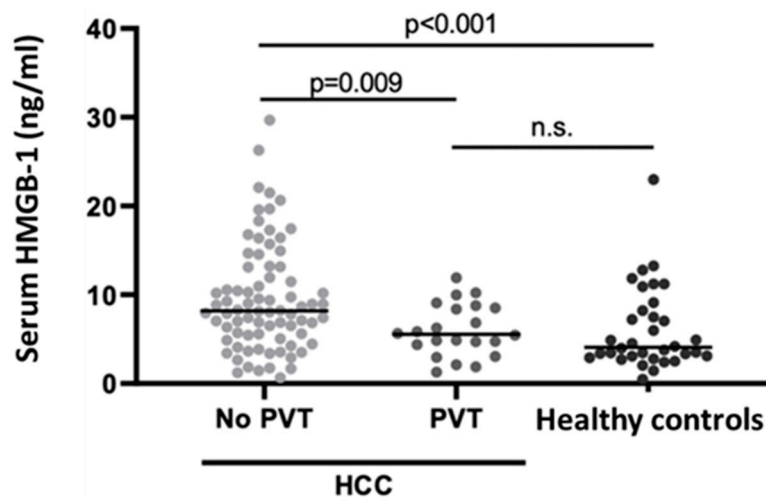 Serum HMGB-1 (ng/ml)
40
30
20
10
0
p<0.001
p=0.009
n.s.
No PVT
PVT
Healthy controls
HCC